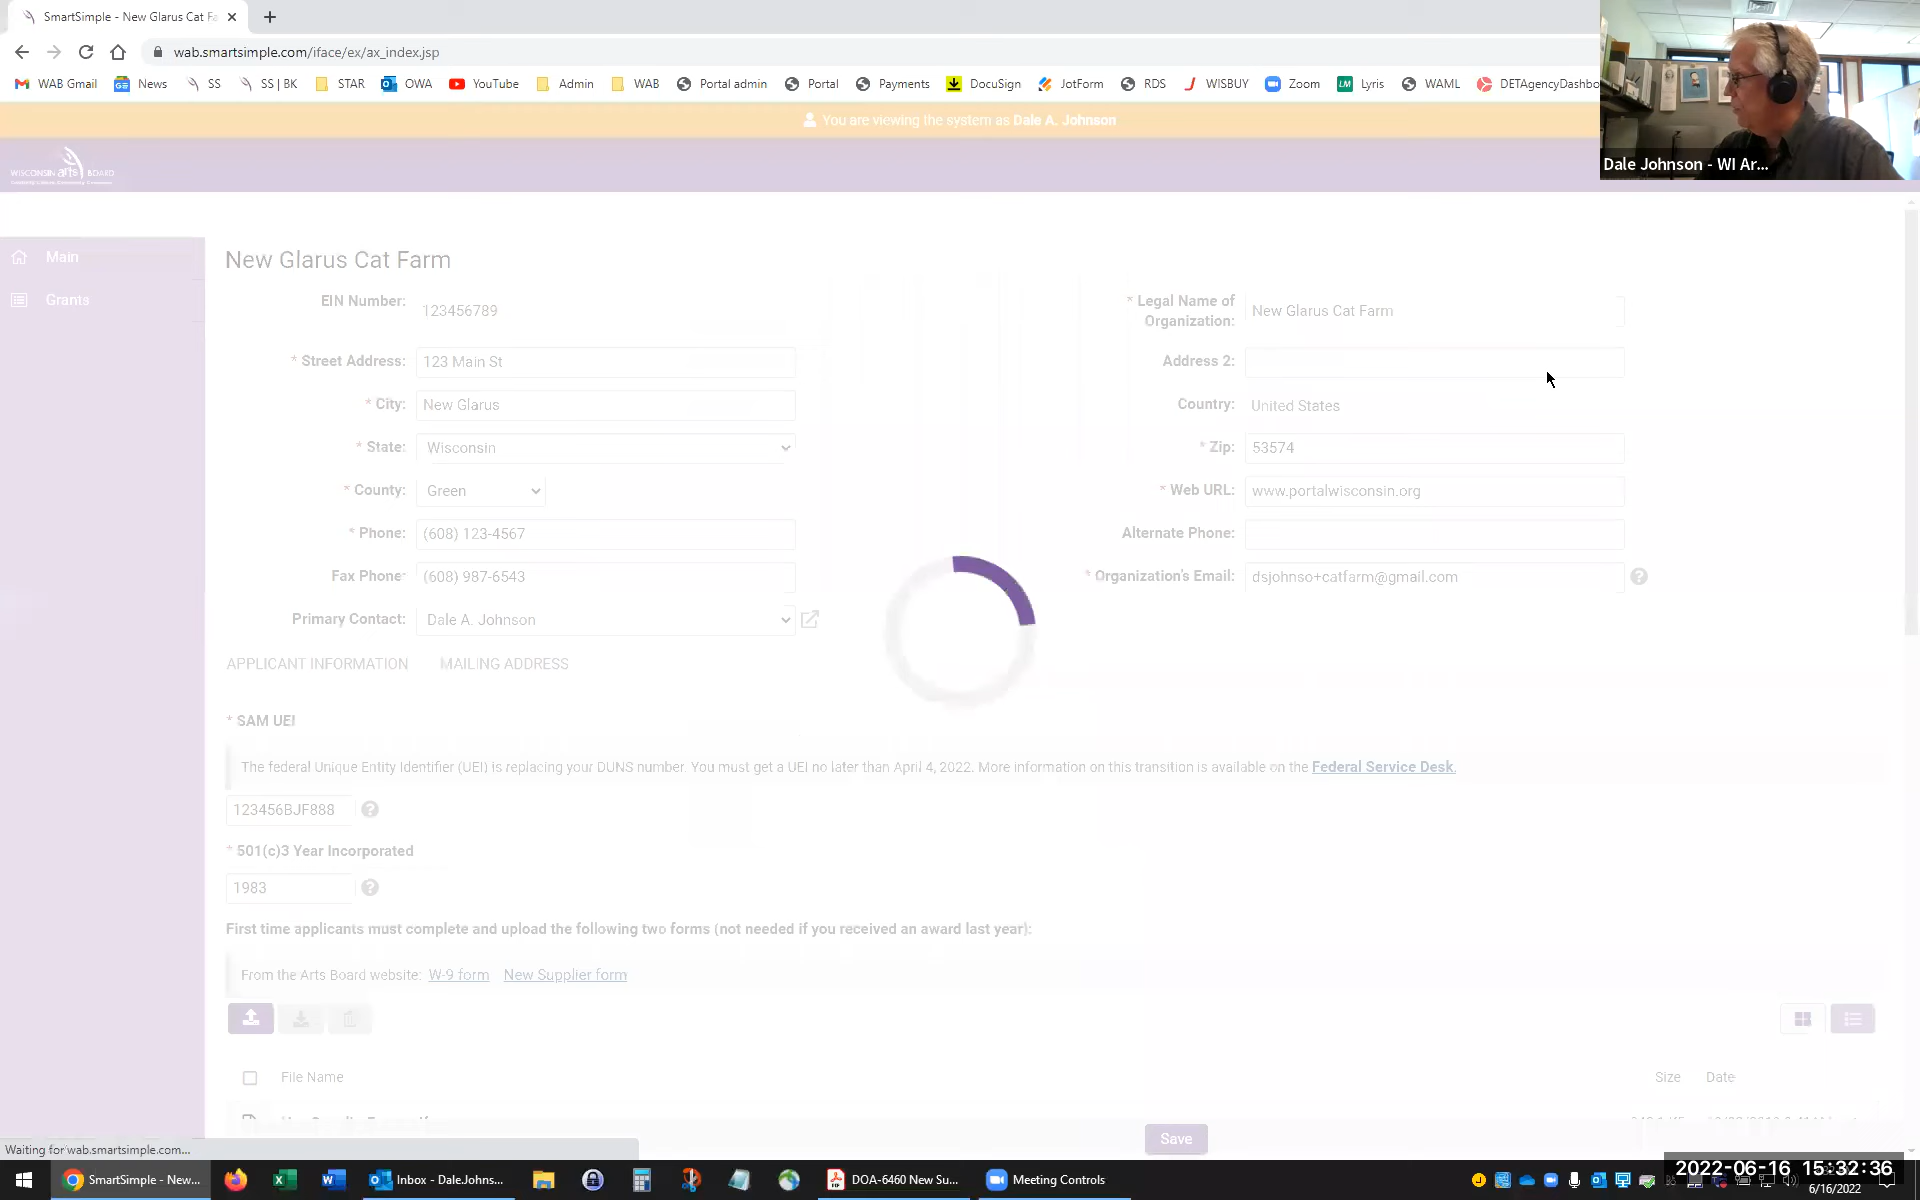 SmartSimple - New Glarus Cat Fa
wab.smartsimple.com/iface/ex/ax_index.jsp
WAB Gmail News SS SS | BK STAR OWA YouTube Admin WAB Portal admin Portal Payments DocuSign JotForm RDS WISBUY Zoom Lyris WAML DETAgencyDashbo
You are viewing the system as Dale A. Johnson
WISCONSIN arts BOARD
Dale Johnson - WI Ar...
Main
Grants
New Glarus Cat Farm
EIN Number: 123456789
* Legal Name of Organization: New Glarus Cat Farm
* Street Address: 123 Main St
Address 2:
* City: New Glarus
Country: United States
* State: Wisconsin
* Zip: 53574
* County: Green
* Web URL: www.portalwisconsin.org
* Phone: (608) 123-4567
Alternate Phone:
Fax Phone: (608) 987-6543
* Organization's Email: dsjohnso+catfarm@gmail.com
Primary Contact: Dale A. Johnson
APPLICANT INFORMATION MAILING ADDRESS
* SAM UEI
The federal Unique Entity Identifier (UEI) is replacing your DUNS number. You must get a UEI no later than April 4, 2022. More information on this transition is available on the Federal Service Desk.
123456BJF888
* 501(c)3 Year Incorporated
1983
First time applicants must complete and upload the following two forms (not needed if you received an award last year):
From the Arts Board website: W-9 form New Supplier form
File Name Size Date
Save
Waiting for wab.smartsimple.com...
SmartSimple - New... Inbox - Dale.Johns... DOA-6460 New Su... Meeting Controls
2022-06-16 15:32:36
6/16/2022